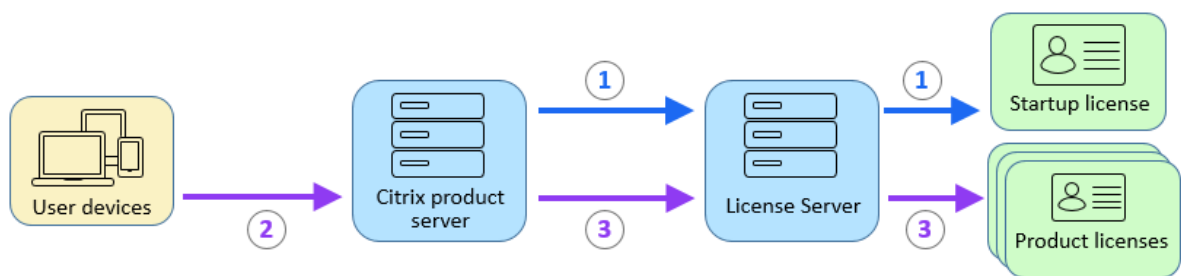 1
1
Startup license
User devices
2
Citrix product
server
3
License Server
3
Product licenses